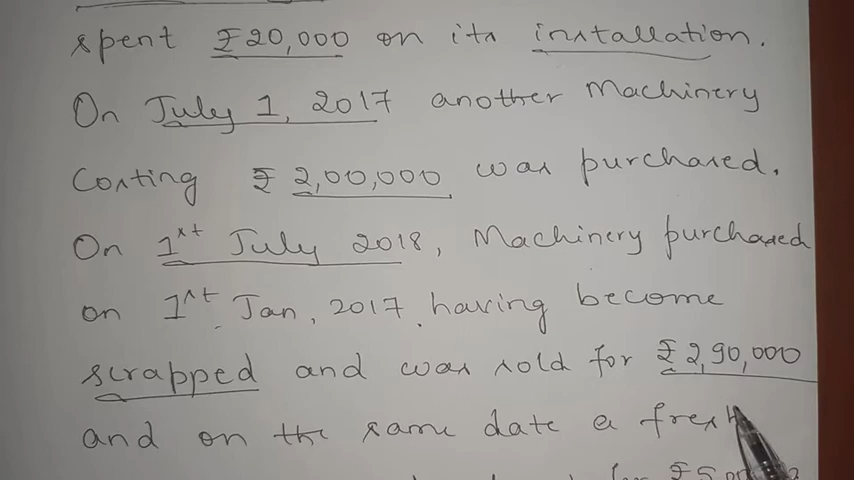 spent ₹20,000 on its installation.
On July 1, 2017 another Machinery
Costing ₹ 2,00,000 was purchased.
On 1st July 2018, Machinery purchased
on 1st Jan, 2017 having become
scrapped and was sold for ₹2,90,000
and on the same date a fresh